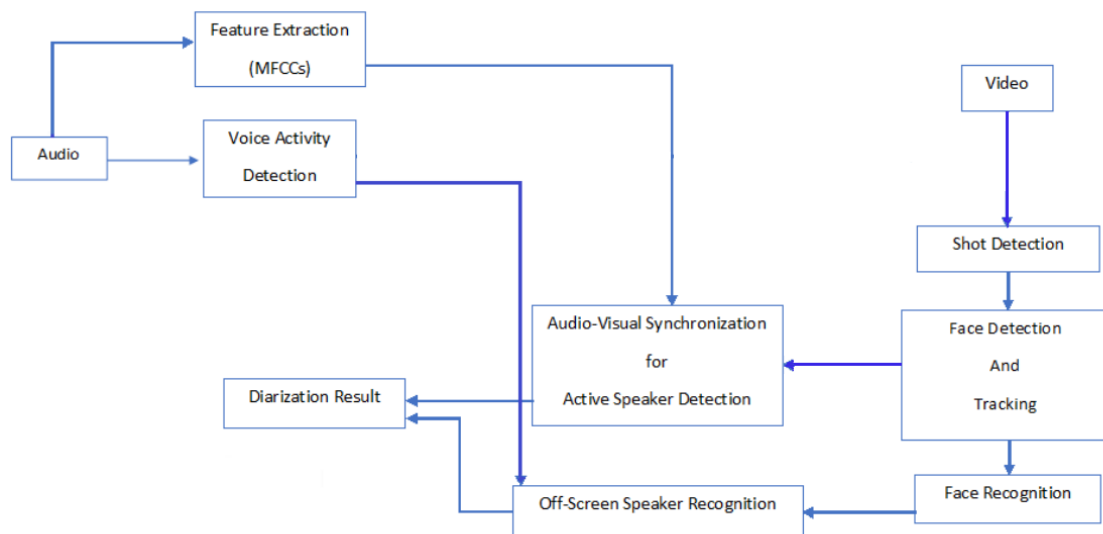 Feature Extraction
(MFCCs)
Video
Voice Activity
Detection
Audio
Shot Detection
Audio-Visual Synchronization
for
Active Speaker Detection
Face Detection
And
Tracking
Diarization Result
Off-Screen Speaker Recognition
Face Recognition